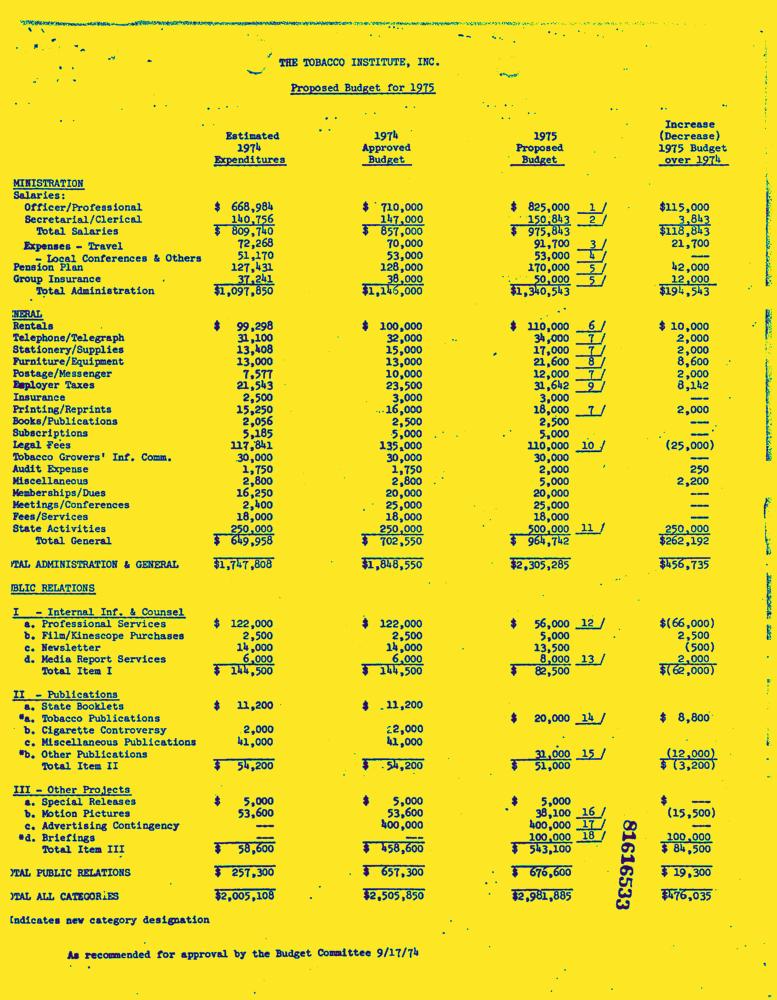 THE TOBACCO INSTITUTE, INC.
Proposed Budget for 1975
Increase
Estimated 1974 1975 (Decrease)
1974 Approved Proposed 1975 Budget
Expenditures Budget Budget over 1974
MINISTRATION
Salaries:
Officer/Professional $ 668,984 $ 710,000 $ 825,000 1/ $115,000
Secretarial/Clerical 140,756 147,000 150,843 2/ 3,843
Total Salaries $ 809,740 $ 857,000 $ 975,843 $118,843
Expenses - Travel 72,268 70,000 91,700 3/ 21,700
- Local Conferences & Others 51,170 53,000 53,000 4/ —
Pension Plan 127,431 128,000 170,000 5/ 42,000
Group Insurance 37,241 38,000 50,000 5/ 12,000
Total Administration $1,097,850 $1,146,000 $1,340,543 $194,543
NERAL
Rentals $ 99,298 $ 100,000 $ 110,000 6/ $ 10,000
Telephone/Telegraph 31,100 32,000 34,000 7/ 2,000
Stationery/Supplies 13,408 15,000 17,000 7/ 2,000
Furniture/Equipment 13,000 13,000 21,600 8/ 8,600
Postage/Messenger 7,577 10,000 12,000 7/ 2,000
Employer Taxes 21,543 23,500 31,642 9/ 8,142
Insurance 2,500 3,000 3,000 —
Printing/Reprints 15,250 16,000 18,000 7/ 2,000
Books/Publications 2,056 2,500 2,500 —
Subscriptions 5,185 5,000 5,000 —
Legal Fees 117,841 135,000 110,000 10/ (25,000)
Tobacco Growers' Inf. Comm. 30,000 30,000 30,000 —
Audit Expense 1,750 1,750 2,000 250
Miscellaneous 2,800 2,800 5,000 2,200
Memberships/Dues 16,250 20,000 20,000 —
Meetings/Conferences 2,400 25,000 25,000 —
Fees/Services 18,000 18,000 18,000 —
State Activities 250,000 250,000 500,000 11/ 250,000
Total General $ 649,958 $ 702,550 $ 964,742 $262,192
TAL ADMINISTRATION & GENERAL $1,747,808 $1,848,550 $2,305,285 $456,735
BLIC RELATIONS
I - Internal Inf. & Counsel
a. Professional Services $ 122,000 $ 122,000 $ 56,000 12/ $(66,000)
b. Film/Kinescope Purchases 2,500 2,500 5,000 2,500
c. Newsletter 14,000 14,000 13,500 (500)
d. Media Report Services 6,000 6,000 8,000 13/ 2,000
Total Item I $ 144,500 $ 144,500 $ 82,500 $(62,000)
II - Publications
a. State Booklets $ 11,200 $ 11,200
*a. Tobacco Publications $ 20,000 14/ $ 8,800
b. Cigarette Controversy 2,000 2,000
c. Miscellaneous Publications 41,000 41,000
*b. Other Publications 31,000 15/ (12,000)
Total Item II $ 54,200 $ 54,200 $ 51,000 $ (3,200)
III - Other Projects
a. Special Releases $ 5,000 $ 5,000 $ 5,000 $ —
b. Motion Pictures 53,600 53,600 38,100 16/ (15,500)
c. Advertising Contingency — 400,000 400,000 17/ —
*d. Briefings — — 100,000 18/ 100,000
Total Item III $ 58,600 $ 458,600 $ 543,100 $ 84,500
TAL PUBLIC RELATIONS $ 257,300 $ 657,300 $ 676,600 $ 19,300
TAL ALL CATEGORIES $2,005,108 $2,505,850 $2,981,885 $476,035
Indicates new category designation
As recommended for approval by the Budget Committee 9/17/74
81616533